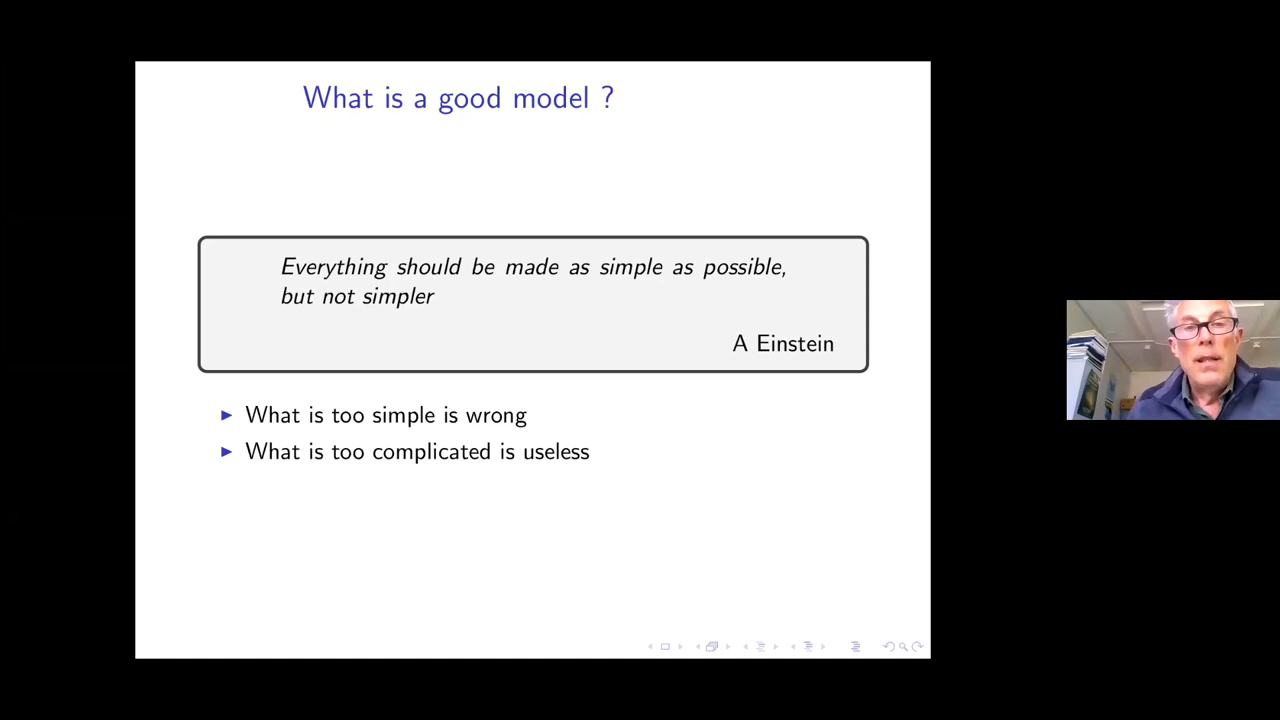 What is a good model ?
Everything should be made as simple as possible,
but not simpler
A Einstein
What is too simple is wrong
What is too complicated is useless